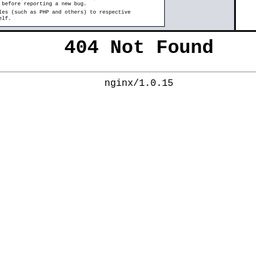 before reporting a new bug.
les (such as PHP and others) to respective
elf.
404 Not Found
nginx/1.0.15